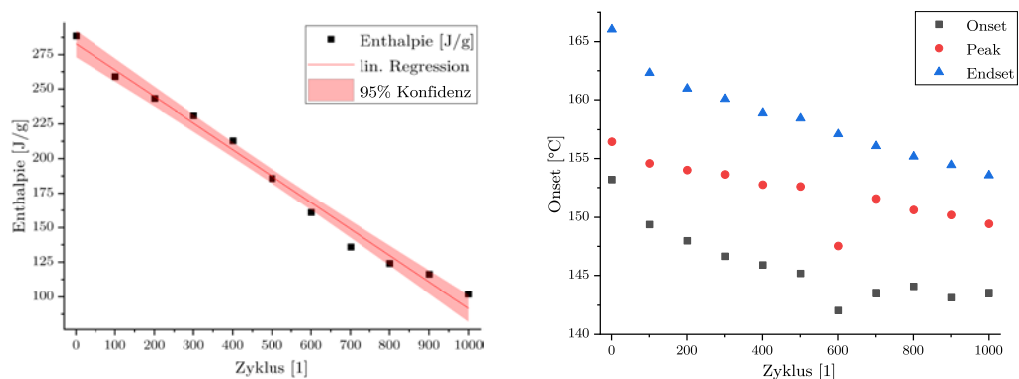 Enthalpie [J/g]
lin. Regression
95% Konfidenz
Enthalpie [J/g]
275
250
225
200
175
150
125
100
0 100 200 300 400 500 600 700 800 900 1000
Zyklus [1]
Onset
Peak
Endset
Onset [°C]
165
160
155
150
145
140
0 200 400 600 800 1000
Zyklus [1]